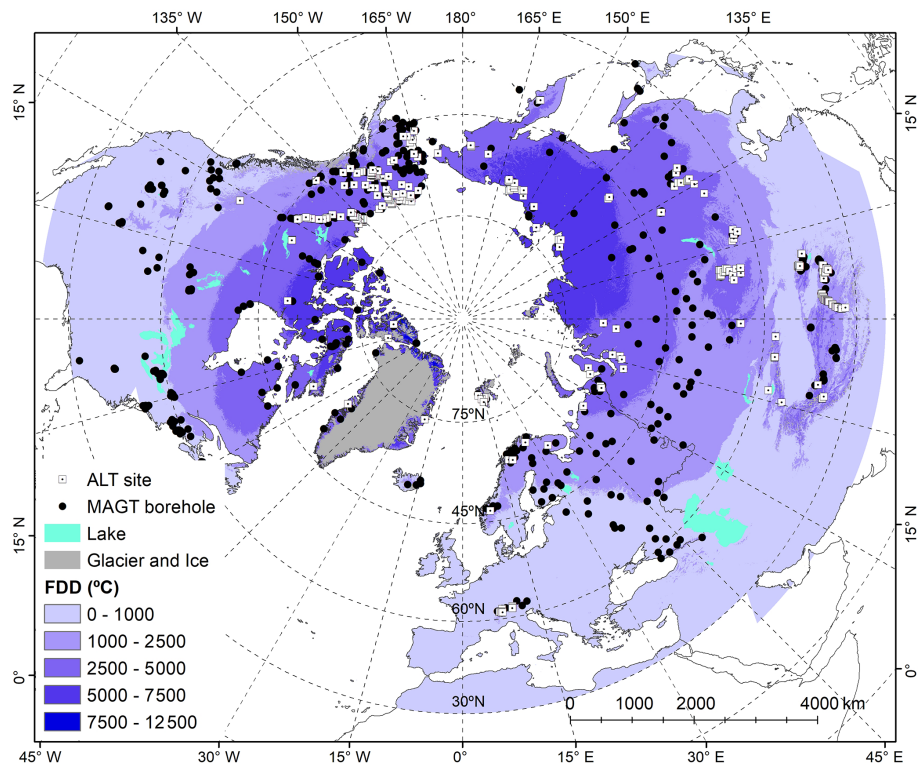 135° W 150° W 165° W 180° 165° E 150° E 135° E
15° N 15° N
75°N
45°N
60°N
30°N
15° N 15° N
0° 0°
ALT site
MAGT borehole
Lake
Glacier and Ice
FDD (ºC)
0 - 1000
1000 - 2500
2500 - 5000
5000 - 7500
7500 - 12500
0 1000 2000 4000 km
45° W 30° W 15° W 0° 15° E 30° E 45° E